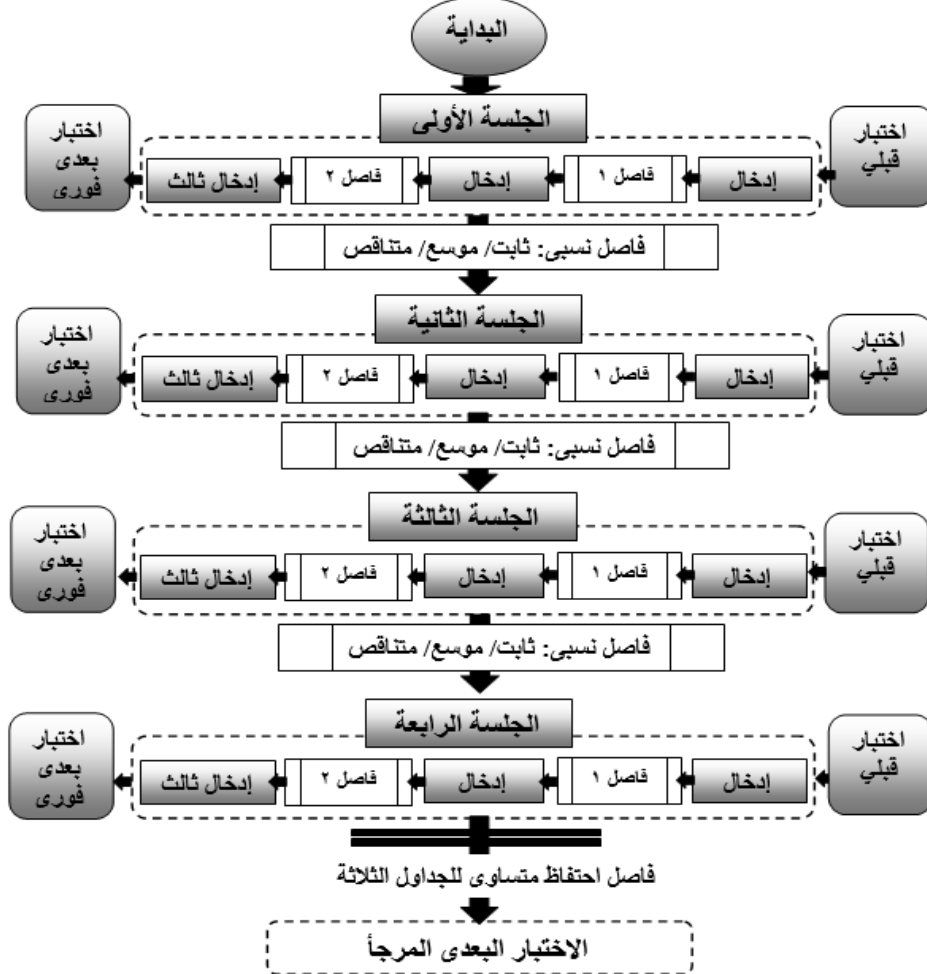 البداية
الجلسة الأولى
اختبار
قبلي
إدخال
فاصل ١
إدخال
فاصل ٢
إدخال ثالث
اختبار
بعدى
فورى
فاصل نسبى: ثابت/ موسع/ متناقص
الجلسة الثانية
اختبار
قبلي
إدخال
فاصل ١
إدخال
فاصل ٢
إدخال ثالث
اختبار
بعدى
فورى
فاصل نسبى: ثابت/ موسع/ متناقص
الجلسة الثالثة
اختبار
قبلي
إدخال
فاصل ١
إدخال
فاصل ٢
إدخال ثالث
اختبار
بعدى
فورى
فاصل نسبى: ثابت/ موسع/ متناقص
الجلسة الرابعة
اختبار
قبلي
إدخال
فاصل ١
إدخال
فاصل ٢
إدخال ثالث
اختبار
بعدى
فورى
فاصل احتفاظ متساوى للجداول الثلاثة
الاختبار البعدى المرجأ